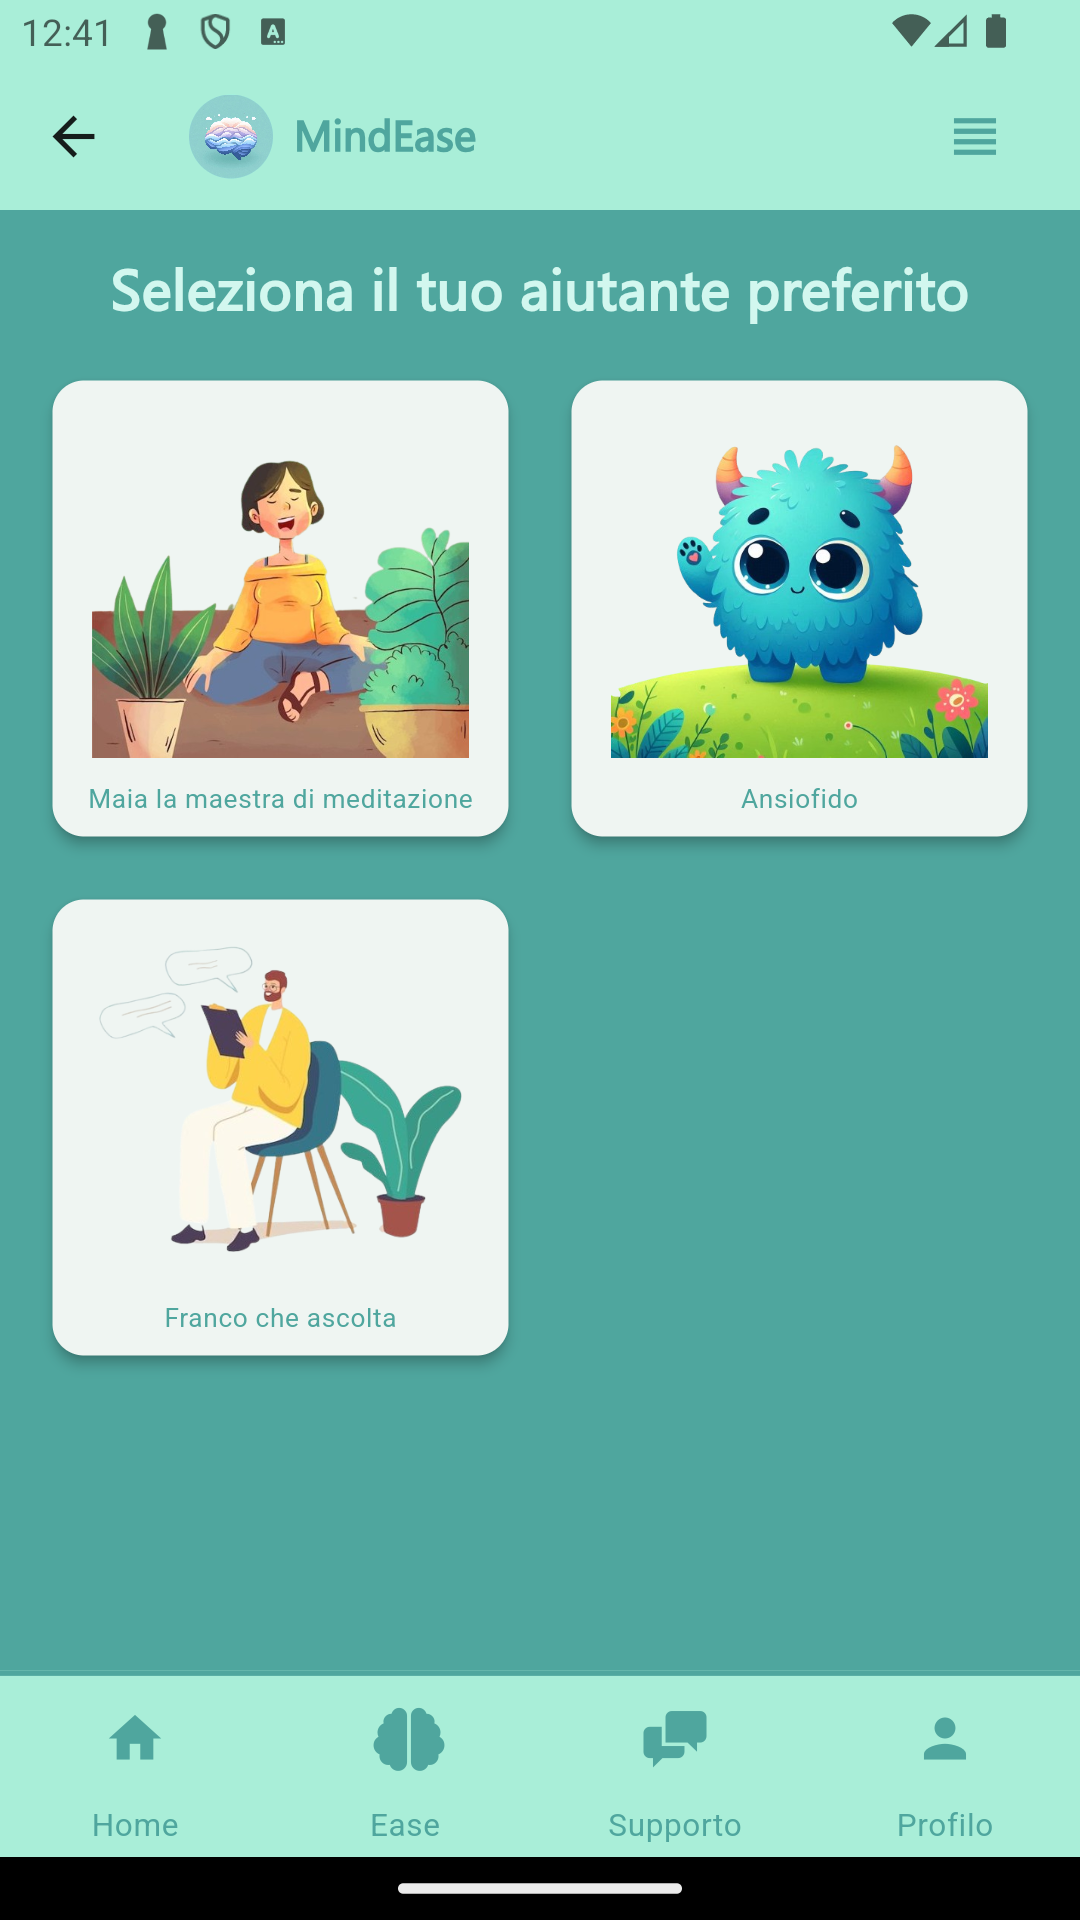 12:41
MindEase
Seleziona il tuo aiutante preferito
Maia la maestra di meditazione
Ansiofido
Franco che ascolta
Home
Ease
Supporto
Profilo